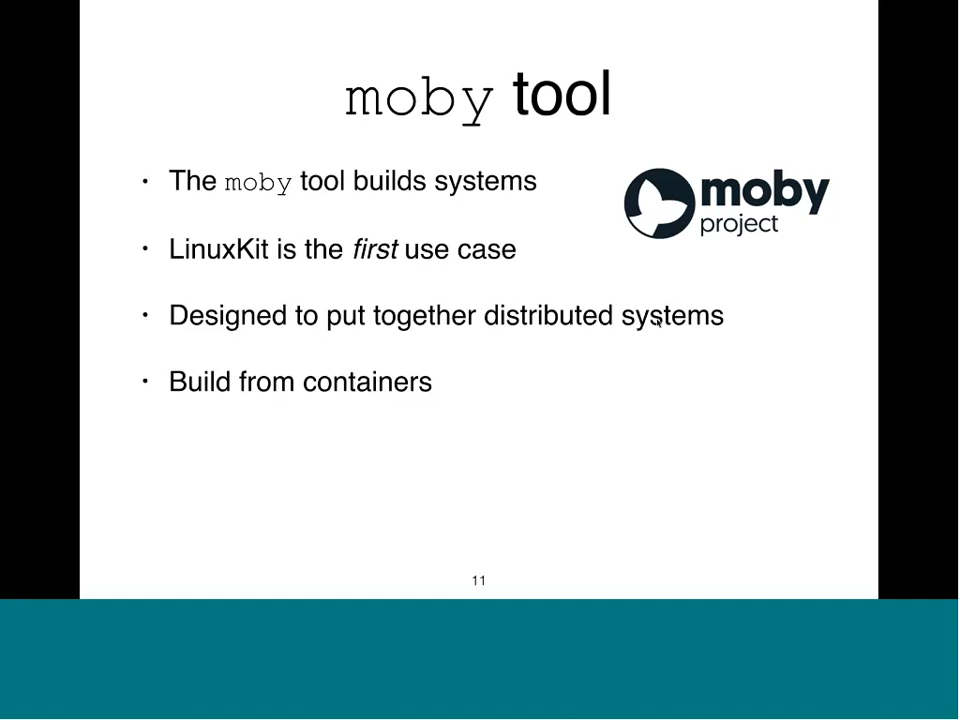 moby tool
• The moby tool builds systems
moby
project
• LinuxKit is the first use case
• Designed to put together distributed systems
• Build from containers
11